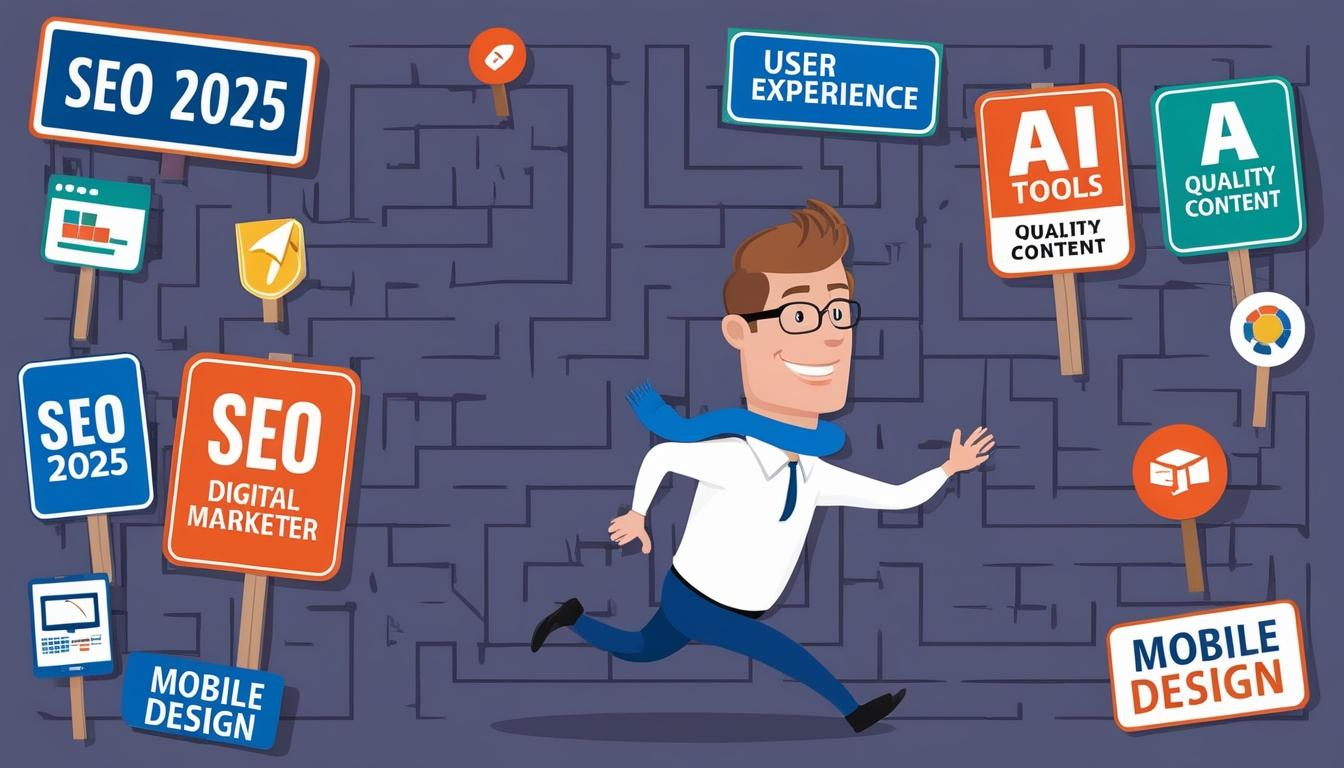 SEO 2025
USER
EXPERIENCE
AI
TOOLS
QUALITY
CONTENT
A
QUALITY
CONTENT
SEO
2025
SEO
DIGITAL
MARKETER
MOBILE
DESIGN
MOBILE
DESIGN